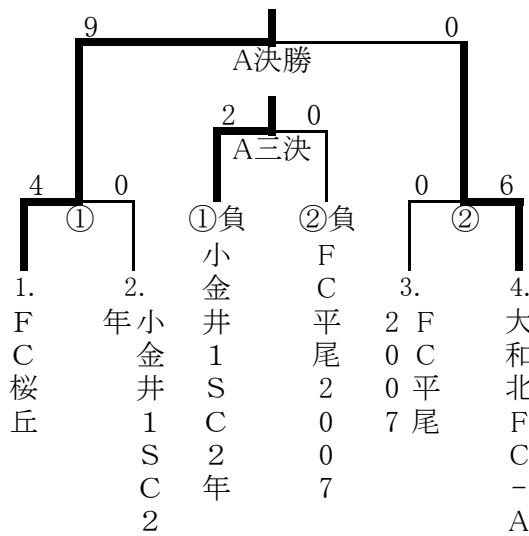 9 0
A決勝
2 0
A三決
4 0 0 6
① ①負 ②負 ②
1. FC桜丘
2. 小金井1SC2年
小金井1SC2年
FC平尾2007
3. FC平尾2007
4. 大和北FC-A